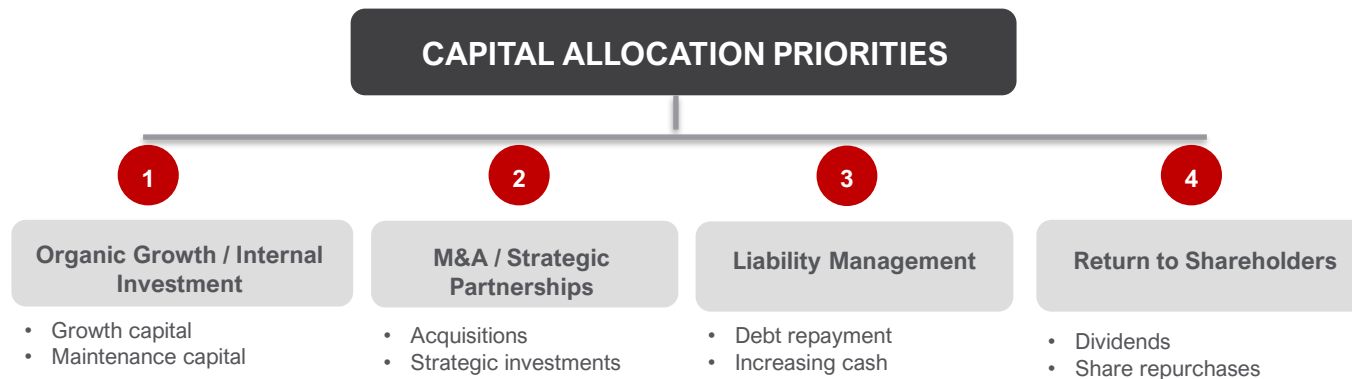 CAPITAL ALLOCATION PRIORITIES
1
Organic Growth / Internal
Investment
• Growth capital
• Maintenance capital
2
M&A / Strategic
Partnerships
• Acquisitions
• Strategic investments
3
Liability Management
• Debt repayment
• Increasing cash
4
Return to Shareholders
• Dividends
• Share repurchases